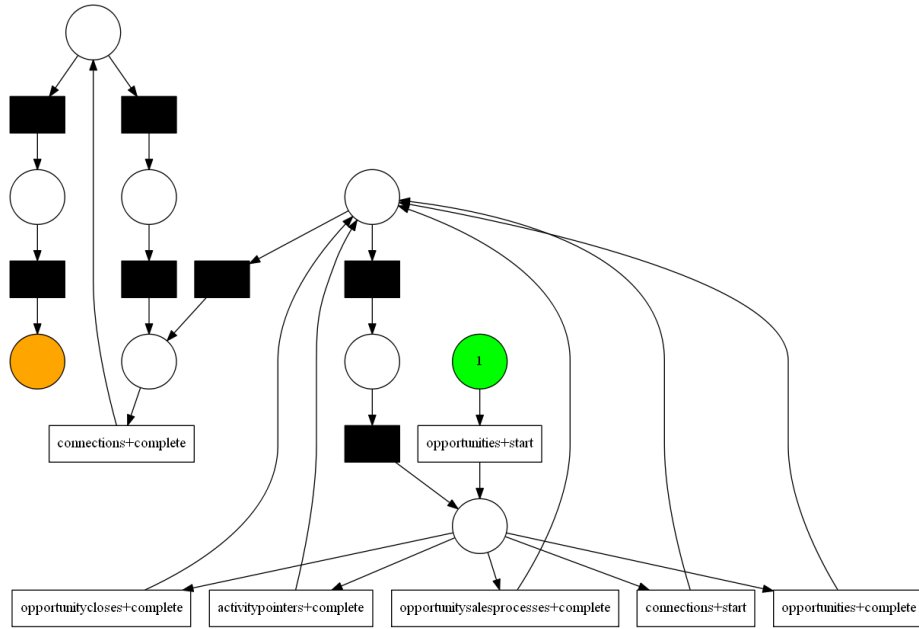 1
connections+complete
opportunities+start
opportunitycloses+complete
activitypointers+complete
opportunitysalesprocesses+complete
connections+start
opportunities+complete